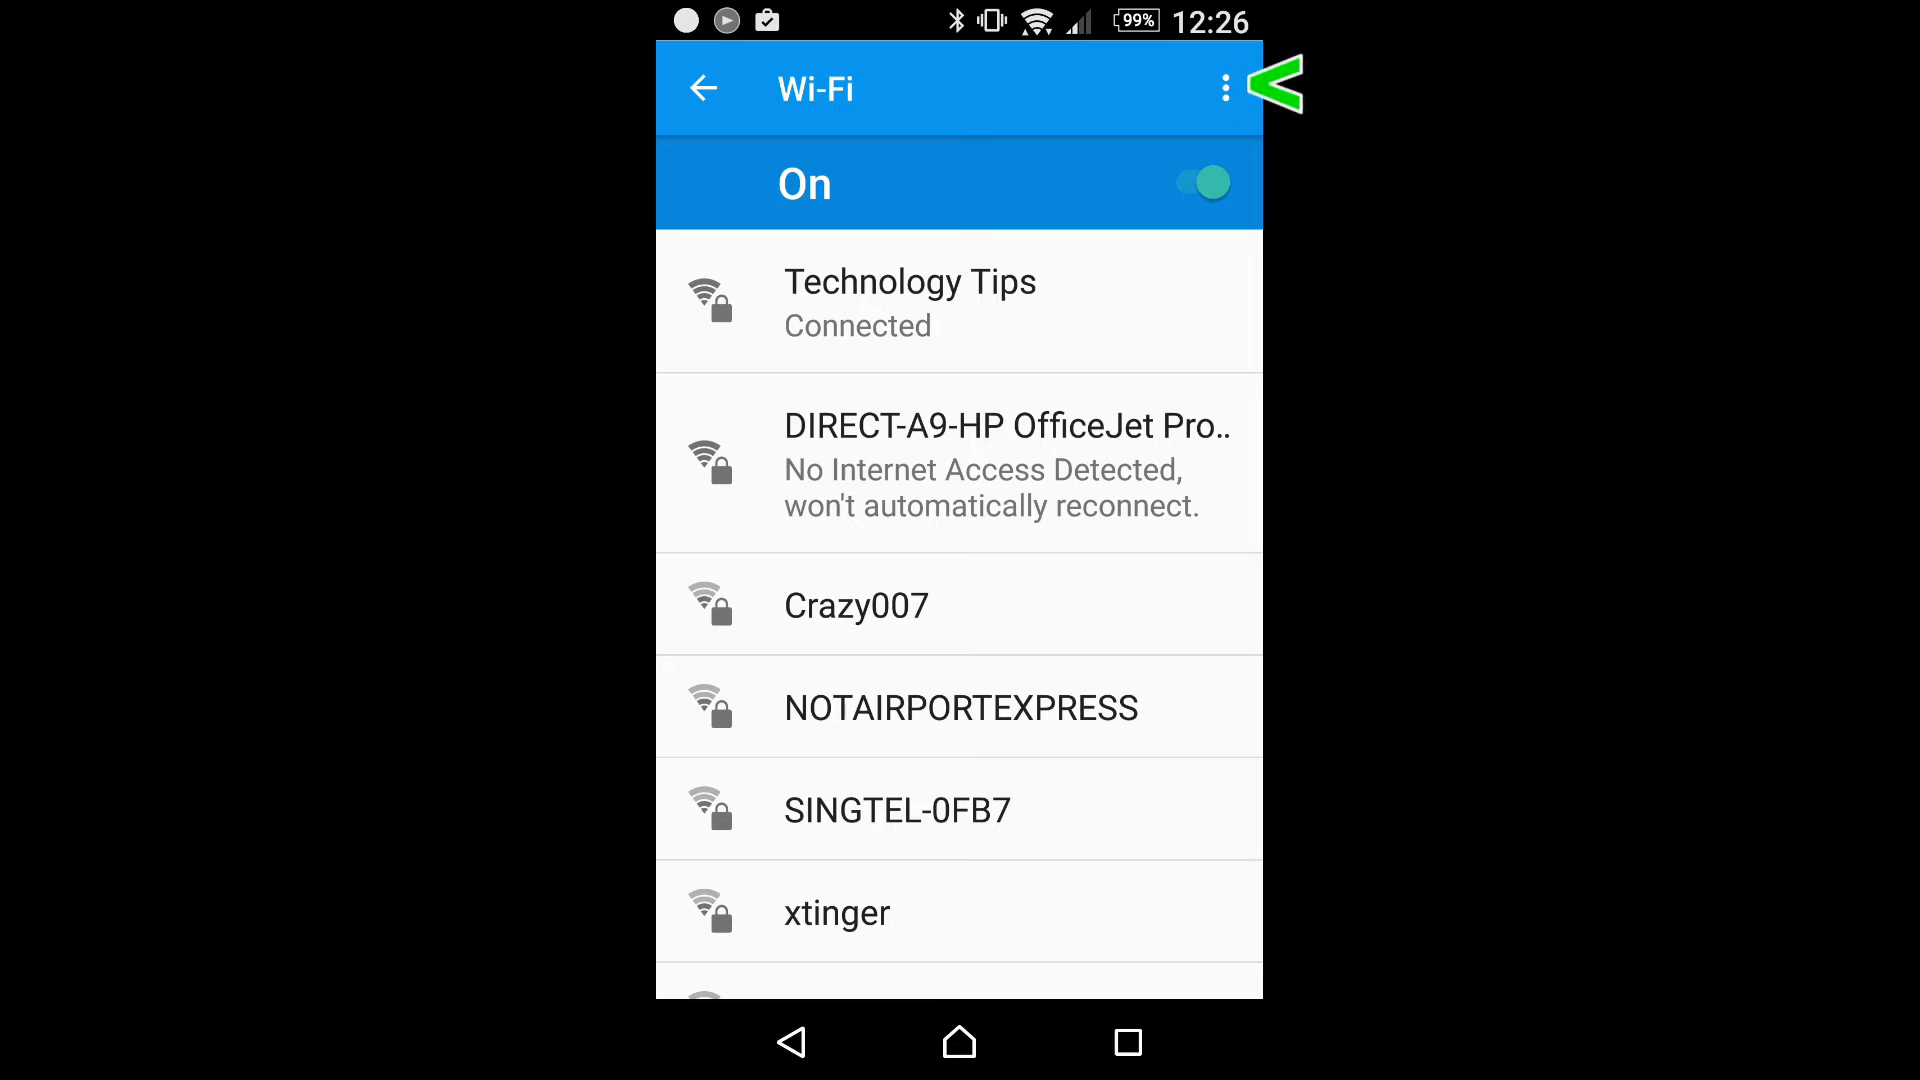 99% 12:26
Wi-Fi
On
Technology Tips
Connected
DIRECT-A9-HP OfficeJet Pro..
No Internet Access Detected,
won't automatically reconnect.
Crazy007
NOTAIRPORTEXPRESS
SINGTEL-0FB7
xtinger